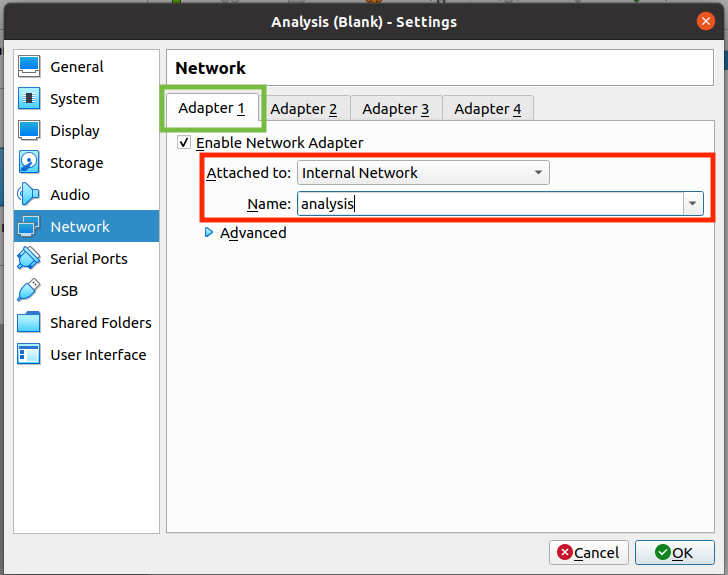 Analysis (Blank) - Settings
General
System
Display
Storage
Audio
Network
Serial Ports
USB
Shared Folders
User Interface
Network
Adapter 1 Adapter 2 Adapter 3 Adapter 4
Enable Network Adapter
Attached to: Internal Network
Name: analysis
Advanced
Cancel OK